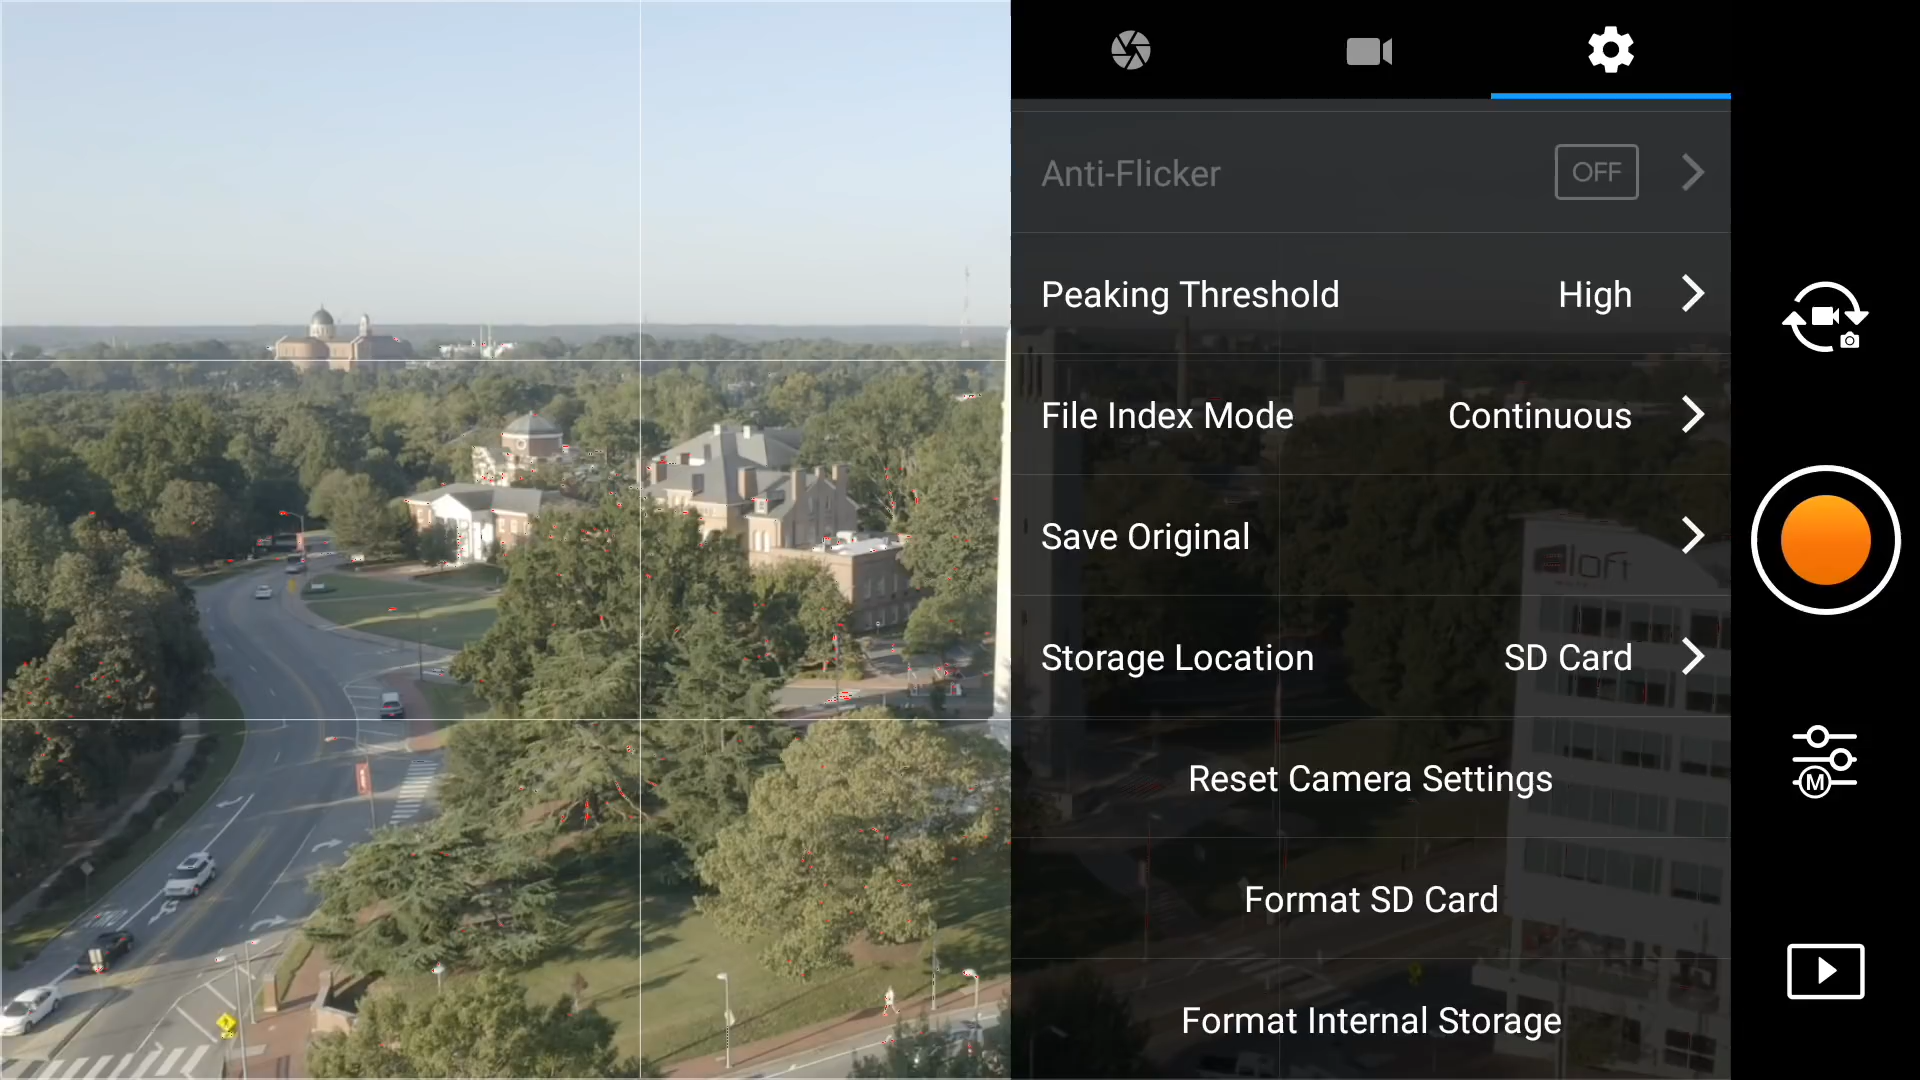 Anti-Flicker OFF
Peaking Threshold High
File Index Mode Continuous
Save Original
Storage Location SD Card
Reset Camera Settings
Format SD Card
Format Internal Storage
M
aloft